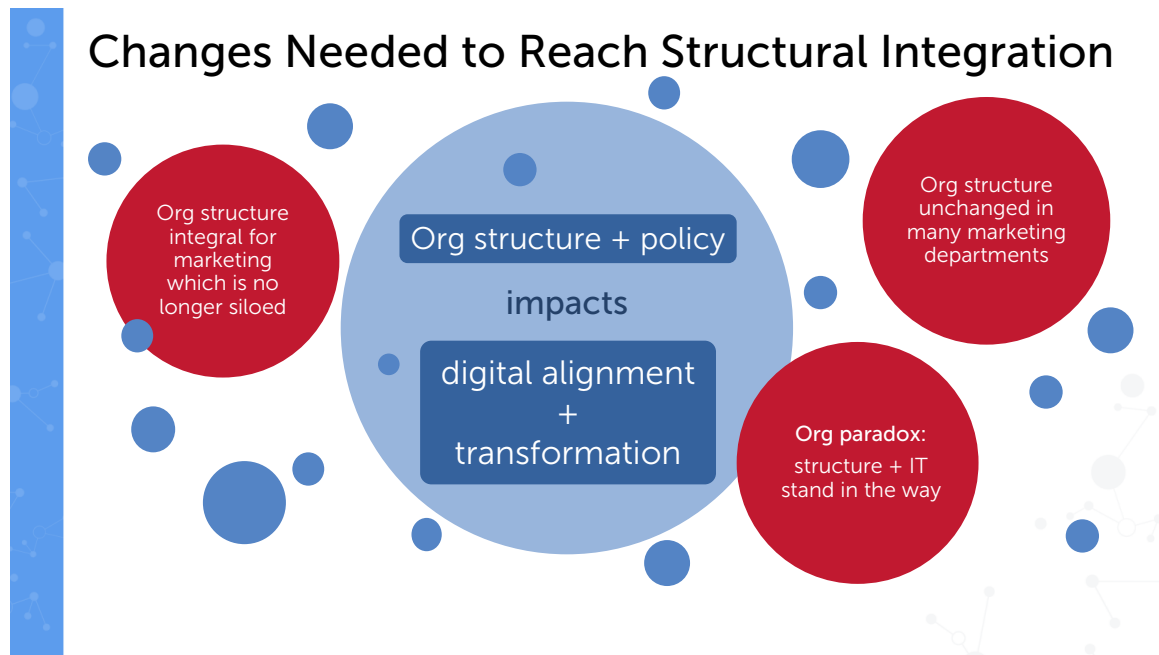 Changes Needed to Reach Structural Integration
Org structure
integral for
marketing
which is no
longer siloed
Org structure + policy
impacts
digital alignment
+
transformation
Org structure
unchanged in
many marketing
departments
Org paradox:
structure + IT
stand in the way